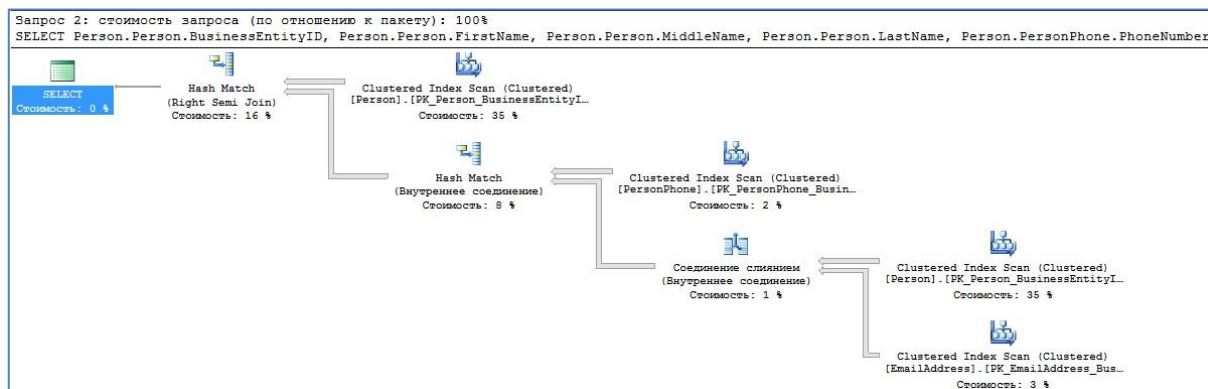 Запрос 2: стоимость запроса (по отношению к пакету): 100%
SELECT Person.Person.BusinessEntityID, Person.Person.FirstName, Person.Person.MiddleName, Person.Person.LastName, Person.PersonPhone.PhoneNumber
SELECT
Стоимость: 0 %
Hash Match
(Right Semi Join)
Стоимость: 16 %
Clustered Index Scan (Clustered)
[Person].[PK_Person_BusinessEntityI…
Стоимость: 35 %
Hash Match
(Внутреннее соединение)
Стоимость: 8 %
Clustered Index Scan (Clustered)
[PersonPhone].[PK_PersonPhone_Busin…
Стоимость: 2 %
Соединение слиянием
(Внутреннее соединение)
Стоимость: 1 %
Clustered Index Scan (Clustered)
[Person].[PK_Person_BusinessEntityI…
Стоимость: 35 %
Clustered Index Scan (Clustered)
[EmailAddress].[PK_EmailAddress_Bus…
Стоимость: 3 %